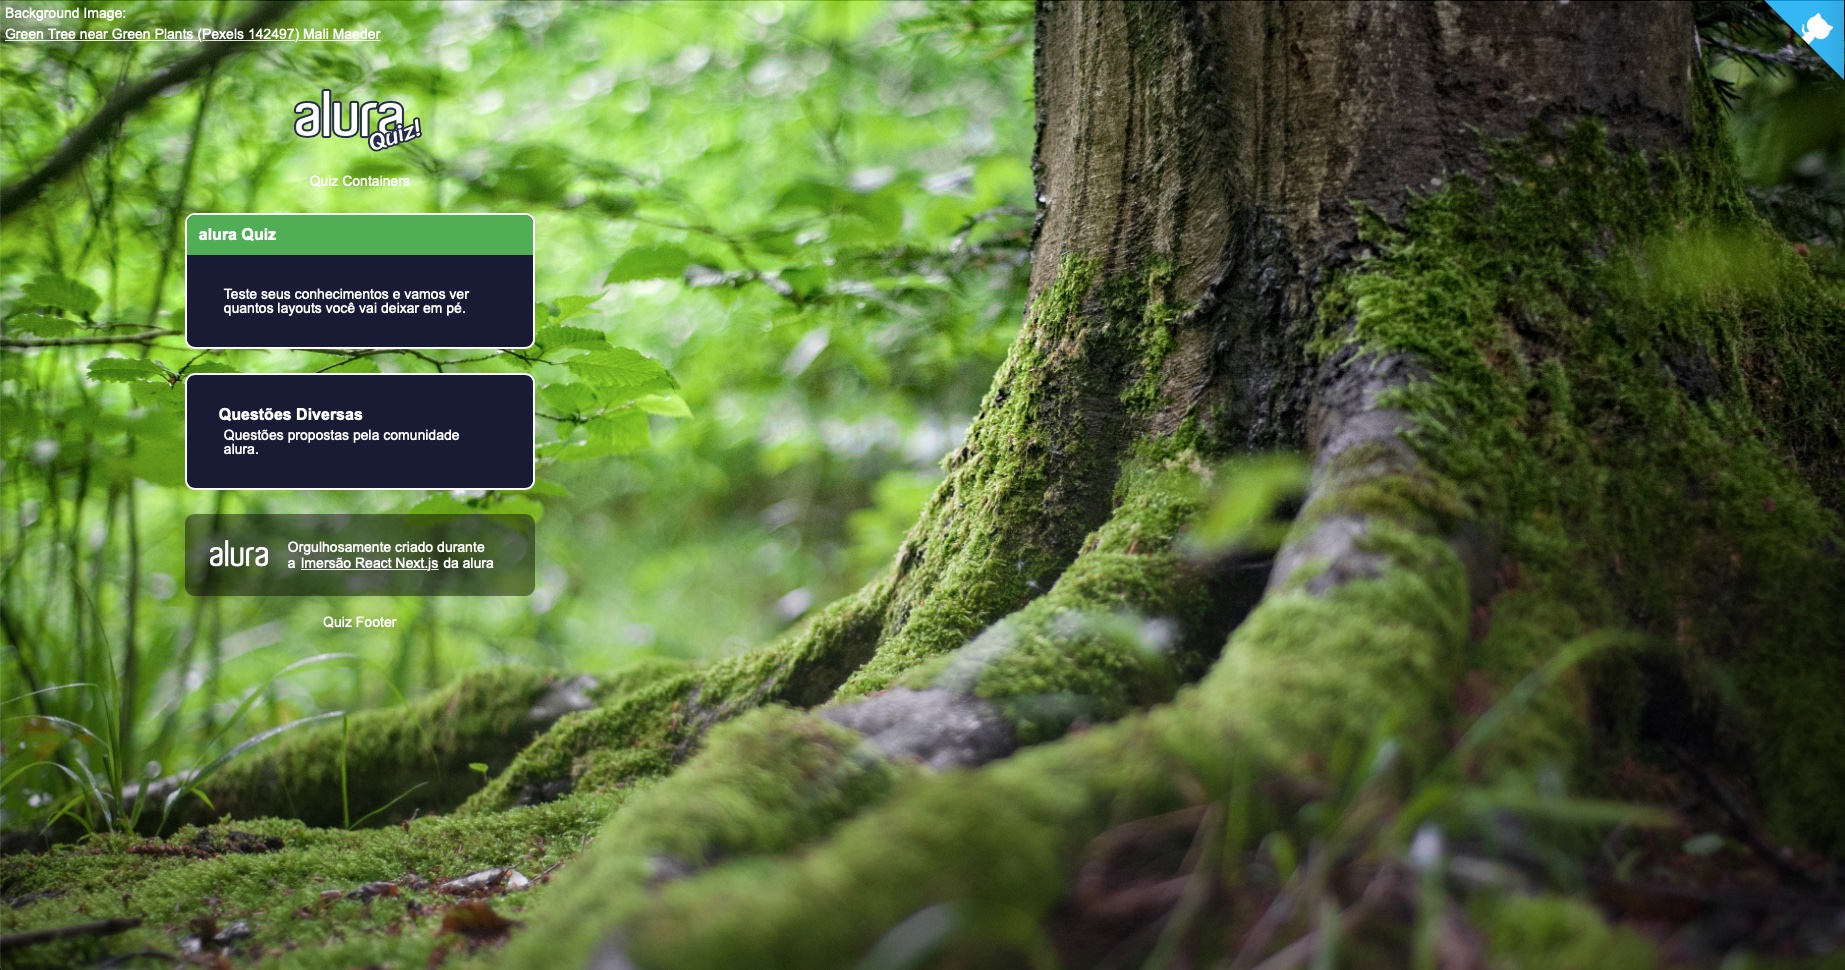 Background Image:
Green Tree near Green Plants (Pexels 142497) Mali Maeder
alura
Quiz!
Quiz Containers
alura Quiz
Teste seus conhecimentos e vamos ver
quantos layouts você vai deixar em pé.
Questões Diversas
Questões propostas pela comunidade
alura.
alura
Orgulhosamente criado durante
a Imersão React Next.js da alura
Quiz Footer